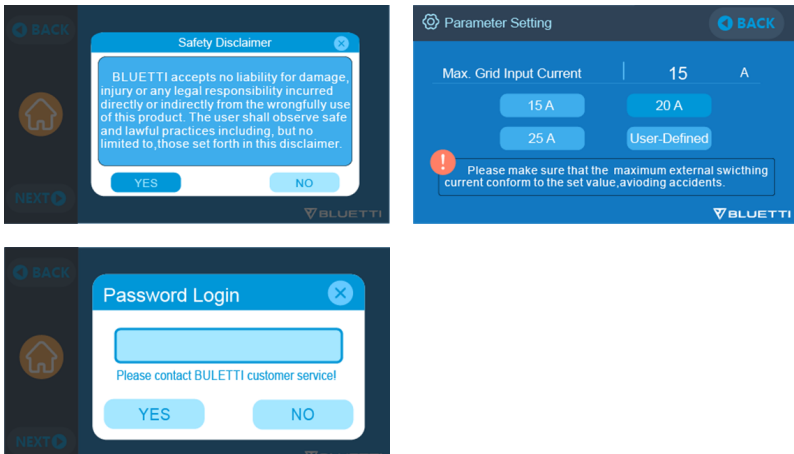 BACK
Safety Disclaimer
BLUETTI accepts no liability for damage,
injury or any legal responsibility incurred
directly or indirectly from the wrongfully use
of this product. The user shall observe safe
and lawful practices including, but no
limited to,those set forth in this disclaimer.
YES NO
NEXT
BLUETTI
Parameter Setting
BACK
Max. Grid Input Current 15 A
15 A 20 A
25 A User-Defined
! Please make sure that the maximum external swicthing
current conform to the set value,avioding accidents.
BLUETTI
BACK
Password Login
Please contact BULETTI customer service!
YES NO
NEXT